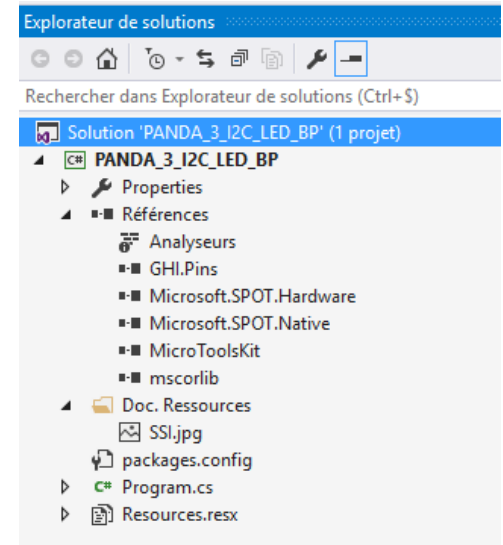 Explorateur de solutions
Rechercher dans Explorateur de solutions (Ctrl+$)
Solution 'PANDA_3_I2C_LED_BP' (1 projet)
C# PANDA_3_I2C_LED_BP
Properties
Références
Analyseurs
GHI.Pins
Microsoft.SPOT.Hardware
Microsoft.SPOT.Native
MicroToolsKit
mscorlib
Doc. Ressources
SSI.jpg
packages.config
C# Program.cs
Resources.resx